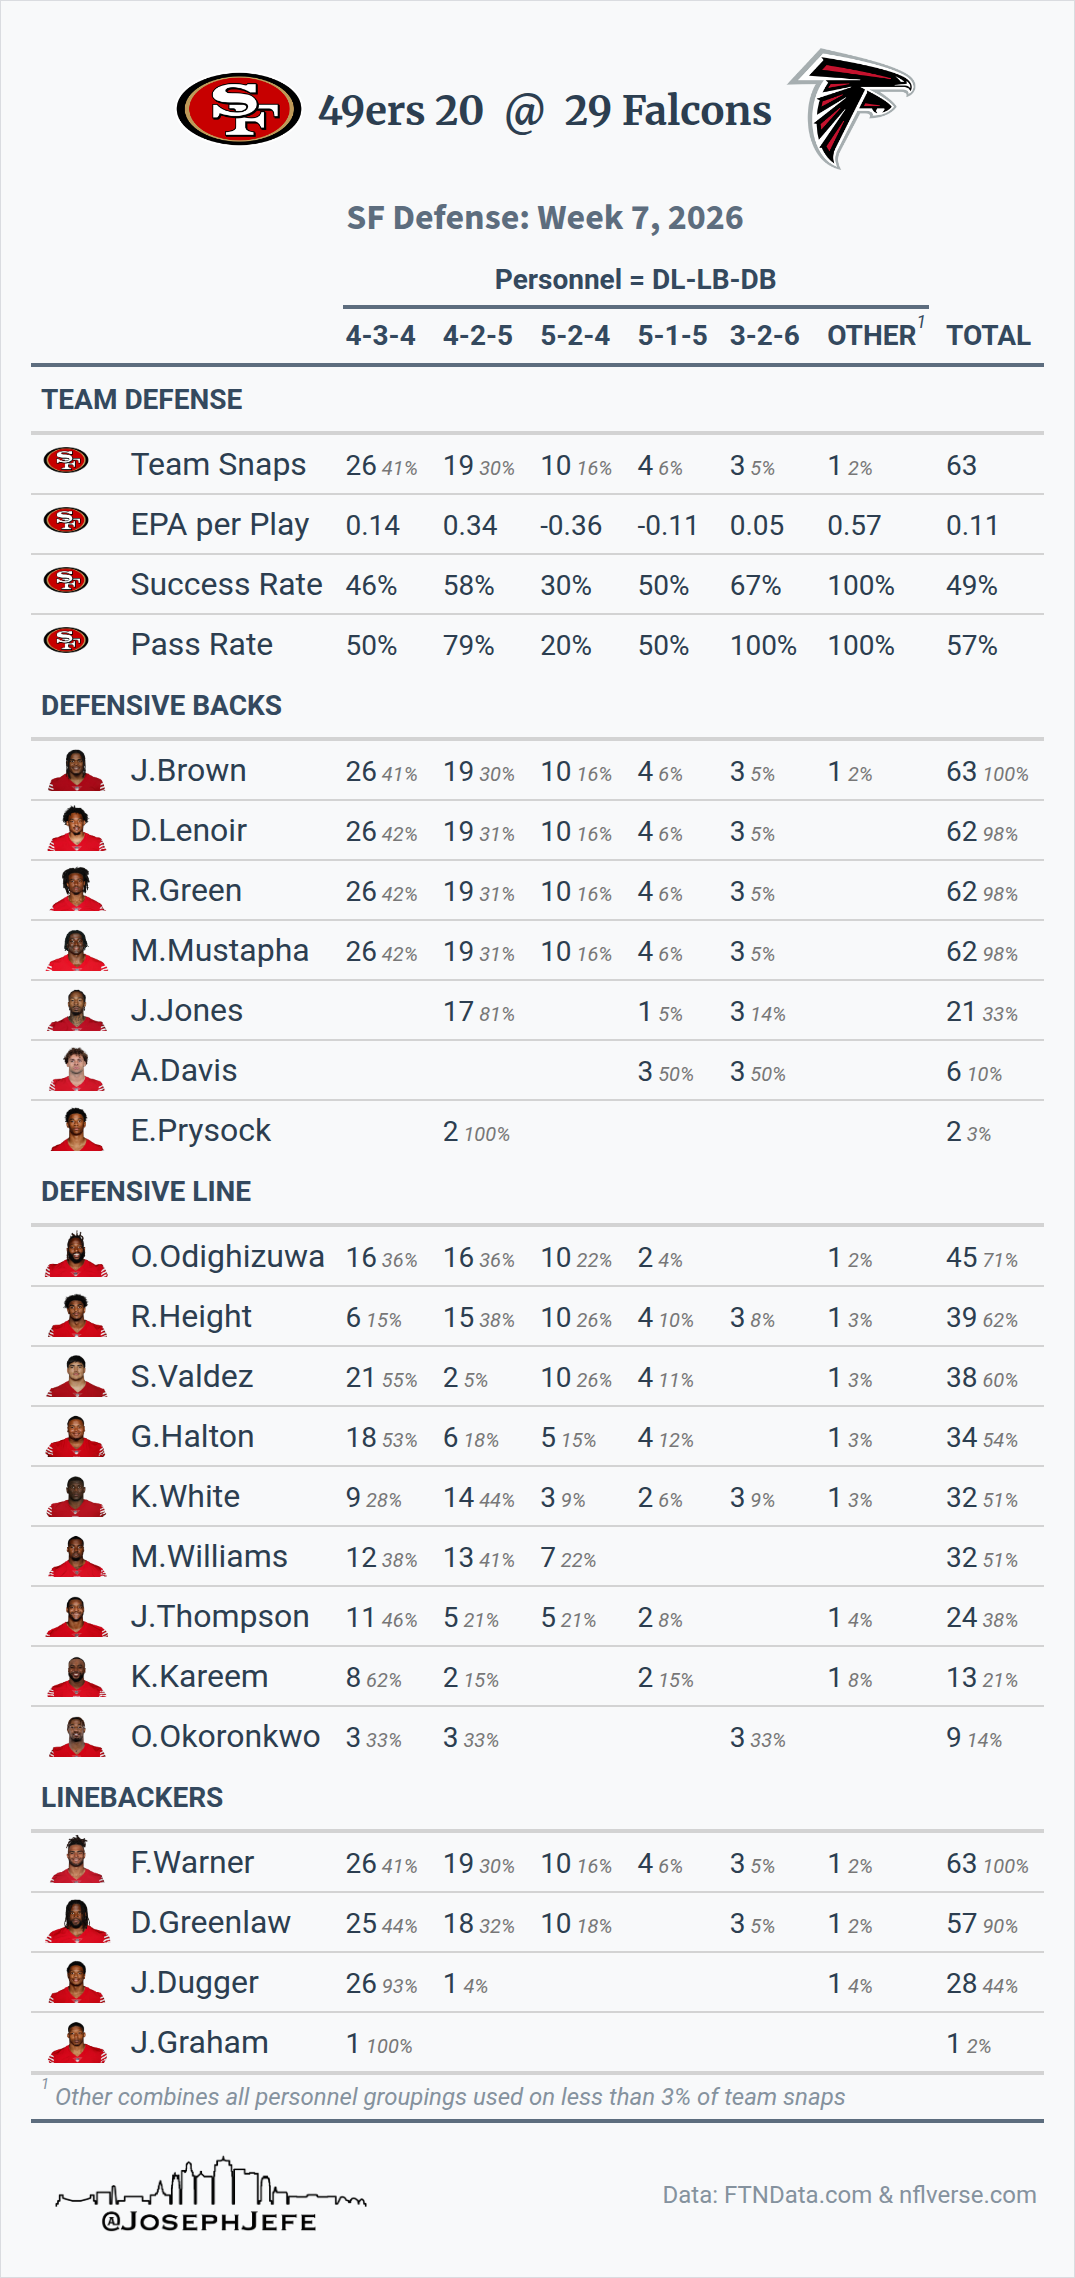 49ers 20 @ 29 Falcons
SF Defense: Week 7, 2026
Personnel = DL-LB-DB
4-3-4 4-2-5 5-2-4 5-1-5 3-2-6 OTHER1 TOTAL
TEAM DEFENSE
SF Team Snaps 26 41% 19 30% 10 16% 4 6% 3 5% 1 2% 63
SF EPA per Play 0.14 0.34 -0.36 -0.11 0.05 0.57 0.11
SF Success Rate 46% 58% 30% 50% 67% 100% 49%
SF Pass Rate 50% 79% 20% 50% 100% 100% 57%
DEFENSIVE BACKS
J.Brown 26 41% 19 30% 10 16% 4 6% 3 5% 1 2% 63 100%
D.Lenoir 26 42% 19 31% 10 16% 4 6% 3 5% 62 98%
R.Green 26 42% 19 31% 10 16% 4 6% 3 5% 62 98%
M.Mustapha 26 42% 19 31% 10 16% 4 6% 3 5% 62 98%
J.Jones 17 81% 1 5% 3 14% 21 33%
A.Davis 3 50% 3 50% 6 10%
E.Prysock 2 100% 2 3%
DEFENSIVE LINE
O.Odighizuwa 16 36% 16 36% 10 22% 2 4% 1 2% 45 71%
R.Height 6 15% 15 38% 10 26% 4 10% 3 8% 1 3% 39 62%
S.Valdez 21 55% 2 5% 10 26% 4 11% 1 3% 38 60%
G.Halton 18 53% 6 18% 5 15% 4 12% 1 3% 34 54%
K.White 9 28% 14 44% 3 9% 2 6% 3 9% 1 3% 32 51%
M.Williams 12 38% 13 41% 7 22% 32 51%
J.Thompson 11 46% 5 21% 5 21% 2 8% 1 4% 24 38%
K.Kareem 8 62% 2 15% 2 15% 1 8% 13 21%
O.Okoronkwo 3 33% 3 33% 3 33% 9 14%
LINEBACKERS
F.Warner 26 41% 19 30% 10 16% 4 6% 3 5% 1 2% 63 100%
D.Greenlaw 25 44% 18 32% 10 18% 3 5% 1 2% 57 90%
J.Dugger 26 93% 1 4% 1 4% 28 44%
J.Graham 1 100% 1 2%
1 Other combines all personnel groupings used on less than 3% of team snaps
@JOSEPHJEFE
Data: FTNData.com & nflverse.com